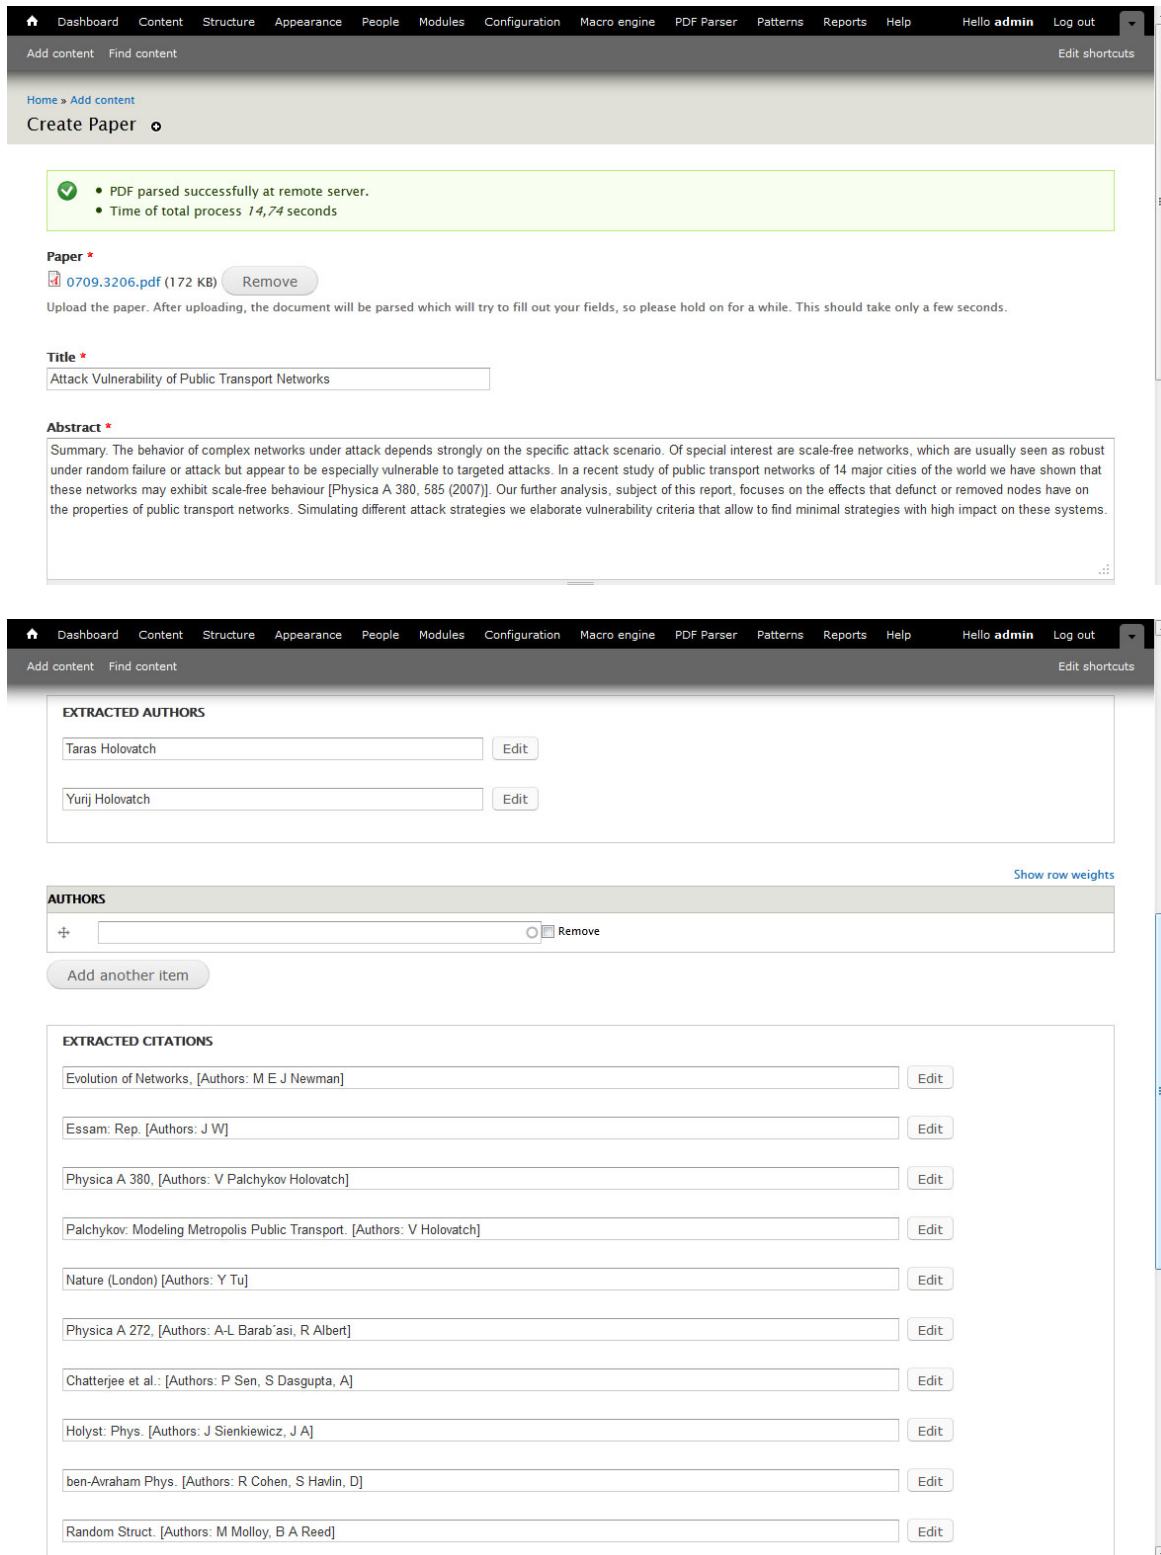 Dashboard Content Structure Appearance People Modules Configuration Macro engine PDF Parser Patterns Reports Help Hello admin Log out
Add content Find content Edit shortcuts
Home » Add content
Create Paper
PDF parsed successfully at remote server.
Time of total process 14,74 seconds
Paper *
0709.3206.pdf (172 KB) Remove
Upload the paper. After uploading, the document will be parsed which will try to fill out your fields, so please hold on for a while. This should take only a few seconds.
Title *
Attack Vulnerability of Public Transport Networks
Abstract *
Summary. The behavior of complex networks under attack depends strongly on the specific attack scenario. Of special interest are scale-free networks, which are usually seen as robust
under random failure or attack but appear to be especially vulnerable to targeted attacks. In a recent study of public transport networks of 14 major cities of the world we have shown that
these networks may exhibit scale-free behaviour [Physica A 380, 585 (2007)]. Our further analysis, subject of this report, focuses on the effects that defunct or removed nodes have on
the properties of public transport networks. Simulating different attack strategies we elaborate vulnerability criteria that allow to find minimal strategies with high impact on these systems.
Dashboard Content Structure Appearance People Modules Configuration Macro engine PDF Parser Patterns Reports Help Hello admin Log out
Add content Find content Edit shortcuts
EXTRACTED AUTHORS
Taras Holovatch Edit
Yurij Holovatch Edit
Show row weights
AUTHORS
Remove
Add another item
EXTRACTED CITATIONS
Evolution of Networks, [Authors: M E J Newman] Edit
Essam: Rep. [Authors: J W] Edit
Physica A 380, [Authors: V Palchykov Holovatch] Edit
Palchykov: Modeling Metropolis Public Transport. [Authors: V Holovatch] Edit
Nature (London) [Authors: Y Tu] Edit
Physica A 272, [Authors: A-L Barab´asi, R Albert] Edit
Chatterjee et al.: [Authors: P Sen, S Dasgupta, A] Edit
Holyst: Phys. [Authors: J Sienkiewicz, J A] Edit
ben-Avraham Phys. [Authors: R Cohen, S Havlin, D] Edit
Random Struct. [Authors: M Molloy, B A Reed] Edit